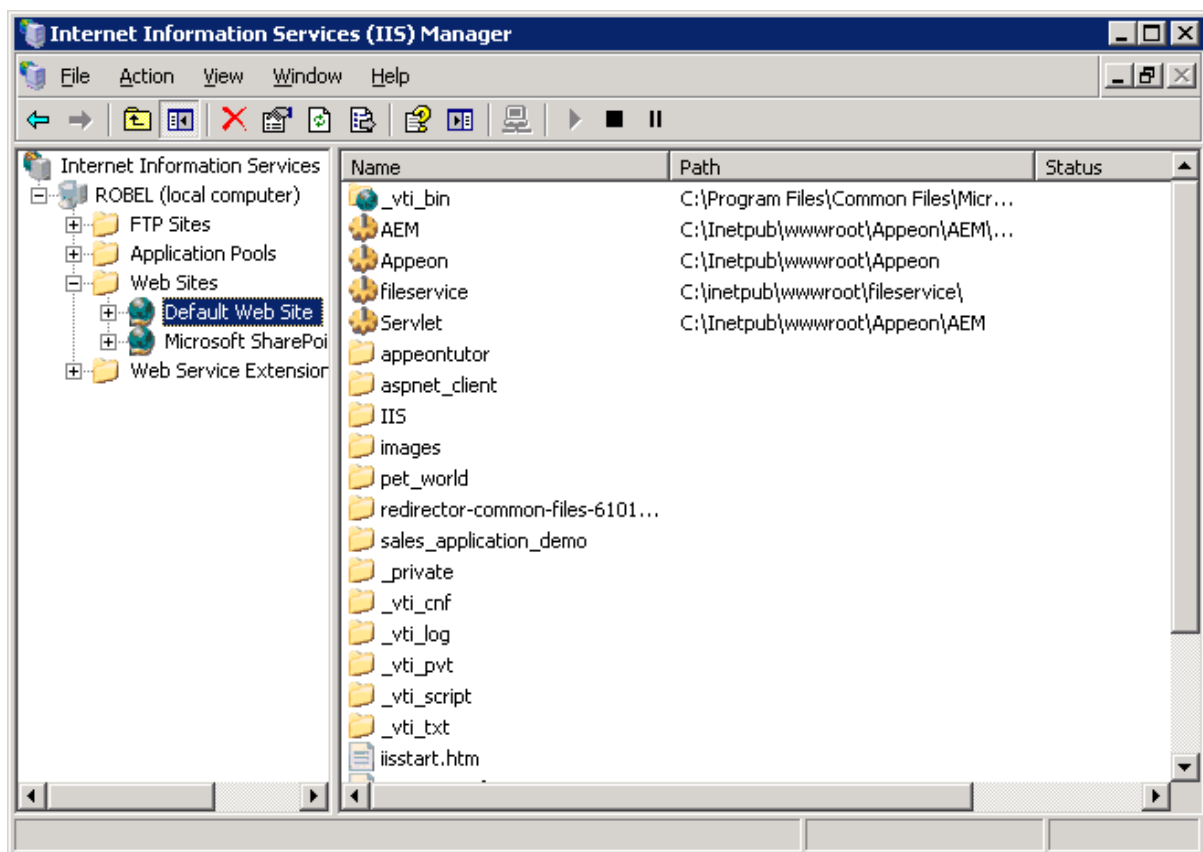 Internet Information Services (IIS) Manager
File Action View Window Help
Internet Information Services
ROBEL (local computer)
FTP Sites
Application Pools
Web Sites
Default Web Site
Microsoft SharePoi
Web Service Extension
Name Path Status
_vti_bin C:\Program Files\Common Files\Micr...
AEM C:\Inetpub\wwwroot\Appeon\AEM\...
Appeon C:\Inetpub\wwwroot\Appeon
fileservice C:\inetpub\wwwroot\fileservice\
Servlet C:\Inetpub\wwwroot\Appeon\AEM
appeontutor
aspnet_client
IIS
images
pet_world
redirector-common-files-6101...
sales_application_demo
_private
_vti_cnf
_vti_log
_vti_pvt
_vti_script
_vti_txt
iisstart.htm